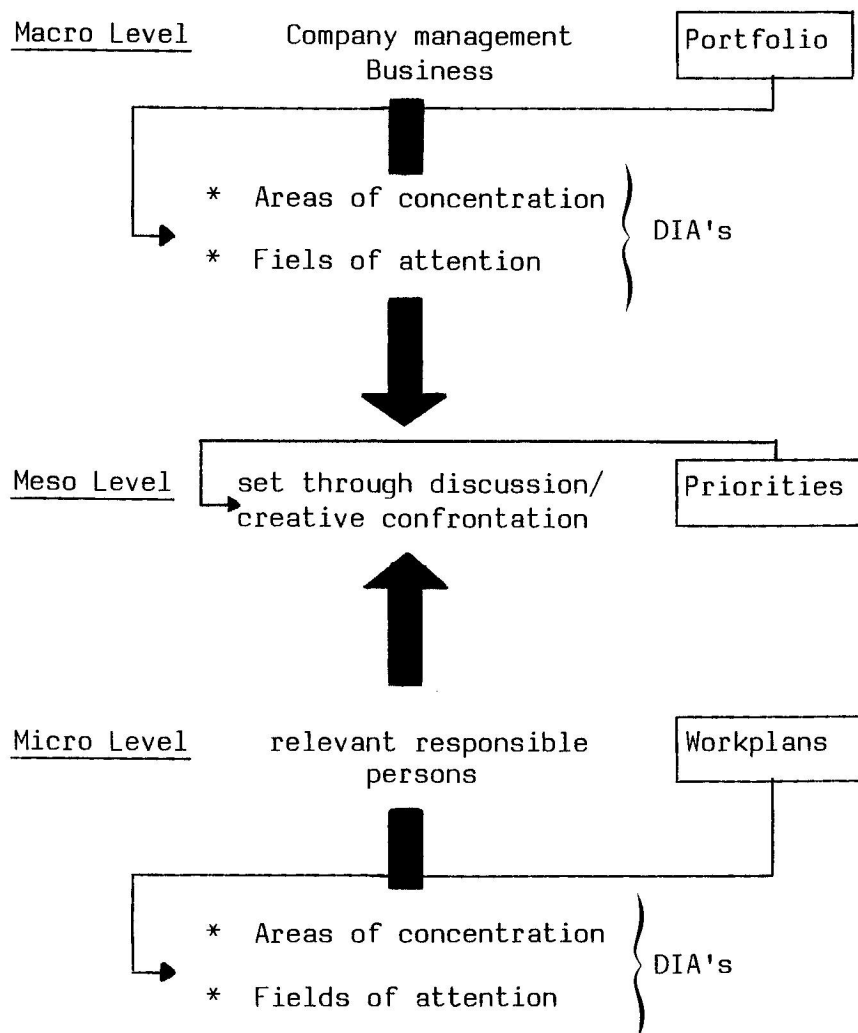 Macro Level
Company management
Business
Portfolio
* Areas of concentration
* Fiels of attention
DIA's
Meso Level
set through discussion/
creative confrontation
Priorities
Micro Level
relevant responsible
persons
Workplans
* Areas of concentration
* Fields of attention
DIA's